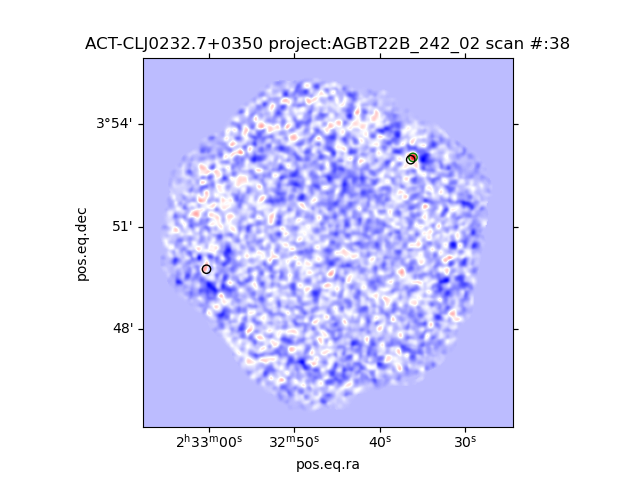 ACT-CLJ0232.7+0350 project:AGBT22B_242_02 scan #:38
3°54'
51'
48'
pos.eq.dec
2ʰ33ᵐ00ˢ 32ᵐ50ˢ 40ˢ 30ˢ
pos.eq.ra